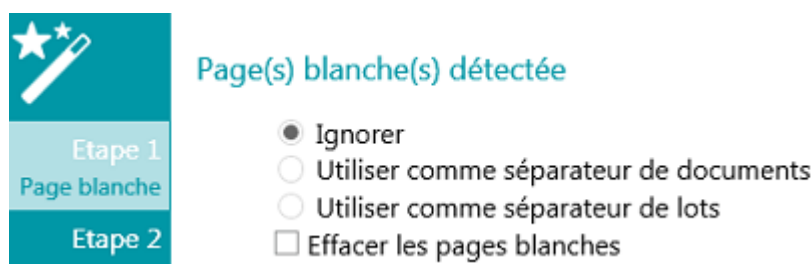 Page(s) blanche(s) détectée
Ignorer
Utiliser comme séparateur de documents
Utiliser comme séparateur de lots
Effacer les pages blanches
Etape 1
Page blanche
Etape 2